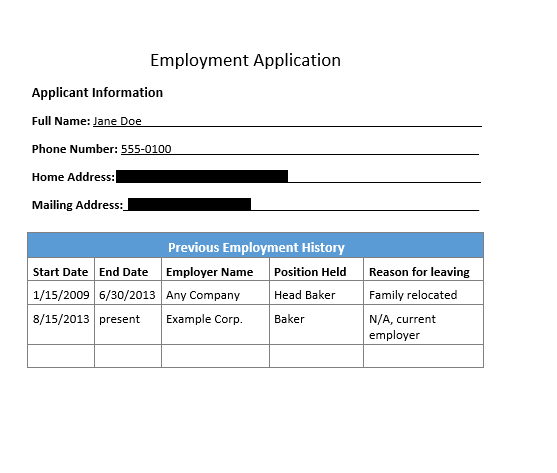 Employment Application
Applicant Information
Full Name: Jane Doe
Phone Number: 555-0100
Home Address:
Mailing Address:
Previous Employment History
Start Date End Date Employer Name Position Held Reason for leaving
1/15/2009 6/30/2013 Any Company Head Baker Family relocated
8/15/2013 present Example Corp. Baker N/A, current
employer